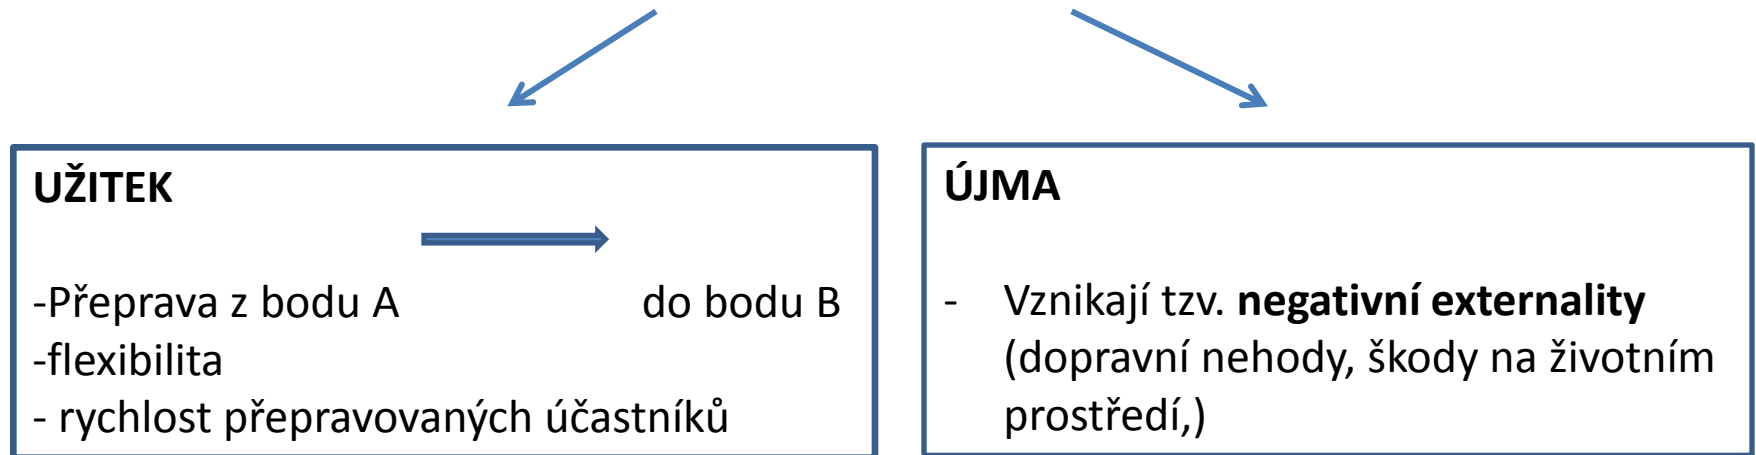 UŽITEK
-Přeprava z bodu A do bodu B
-flexibilita
- rychlost přepravovaných účastníků
ÚJMA
- Vznikají tzv. negativní externality
(dopravní nehody, škody na životním
prostředí,)